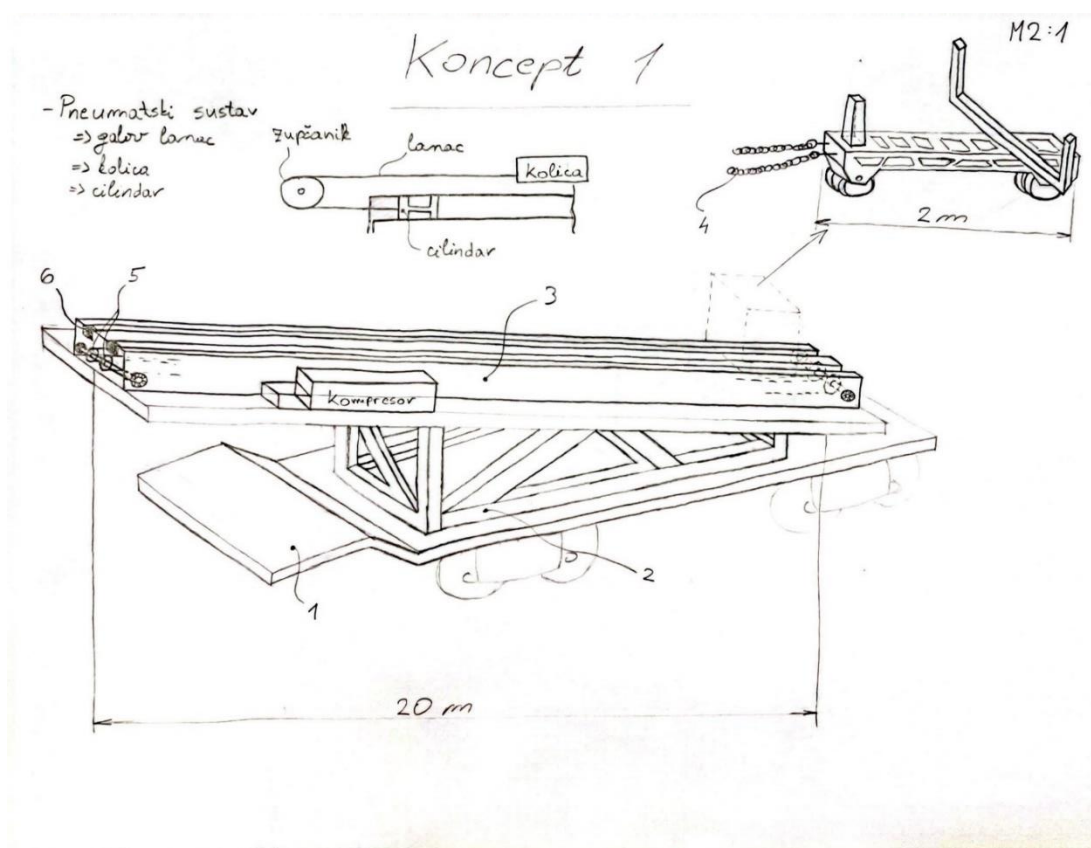 Koncept 1
M2:1
- Pneumatski sustav
=> galov lanac
=> kolica
=> cilindar
zupčanik
lanac
kolica
cilindar
4
2 m
6 5
3
Kompresor
2
1
20 m